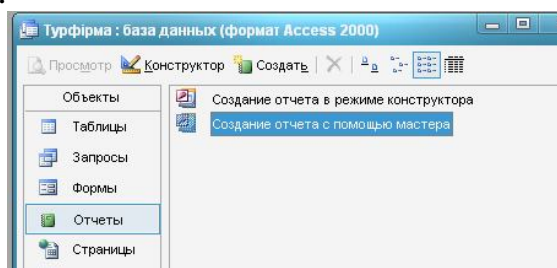 Турфирма : база данных (формат Access 2000)
Просмотр Конструктор Создать
Объекты
Таблицы
Запросы
Формы
Отчеты
Страницы
Создание отчета в режиме конструктора
Создание отчета с помощью мастера